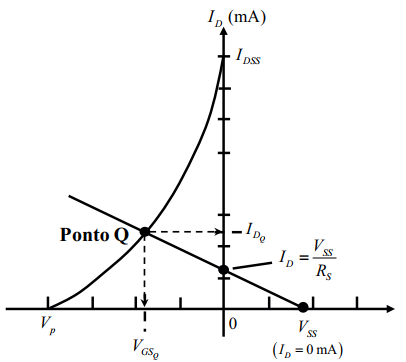 I_D (mA)
I_DSS
Ponto Q
I_DQ
I_D = V_SS / R_S
V_P
V_GSQ
0
V_SS
(I_D = 0 mA)